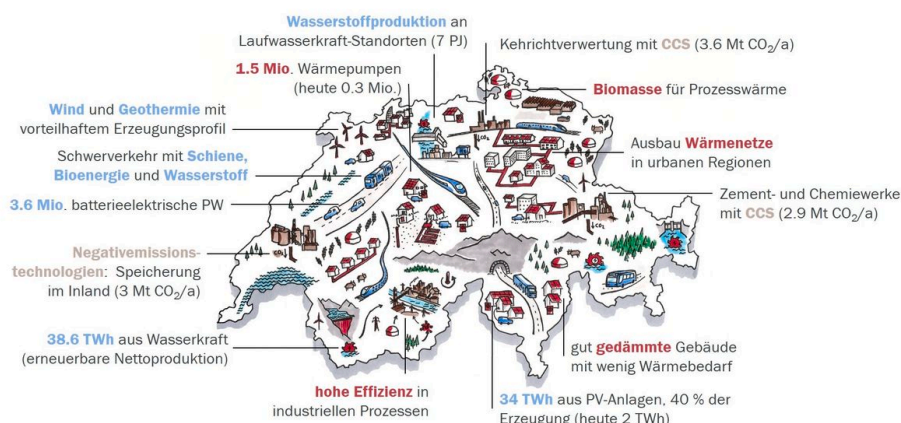 Wasserstoffproduktion an
Laufwasserkraft-Standorten (7 PJ)
Kehrichtverwertung mit CCS (3.6 Mt CO₂/a)
1.5 Mio. Wärmepumpen
(heute 0.3 Mio.)
Biomasse für Prozesswärme
Wind und Geothermie mit
vorteilhaftem Erzeugungsprofil
Ausbau Wärmenetze
in urbanen Regionen
Schwerverkehr mit Schiene,
Bioenergie und Wasserstoff
3.6 Mio. batterieelektrische PW
Zement- und Chemiewerke
mit CCS (2.9 Mt CO₂/a)
Negativemissions-
technologien: Speicherung
im Inland (3 Mt CO₂/a)
38.6 TWh aus Wasserkraft
(erneuerbare Nettoproduktion)
gut gedämmte Gebäude
mit wenig Wärmebedarf
hohe Effizienz in
industriellen Prozessen
34 TWh aus PV-Anlagen, 40 % der
Erzeugung (heute 2 TWh)
CO₂
CO₂
CO₂